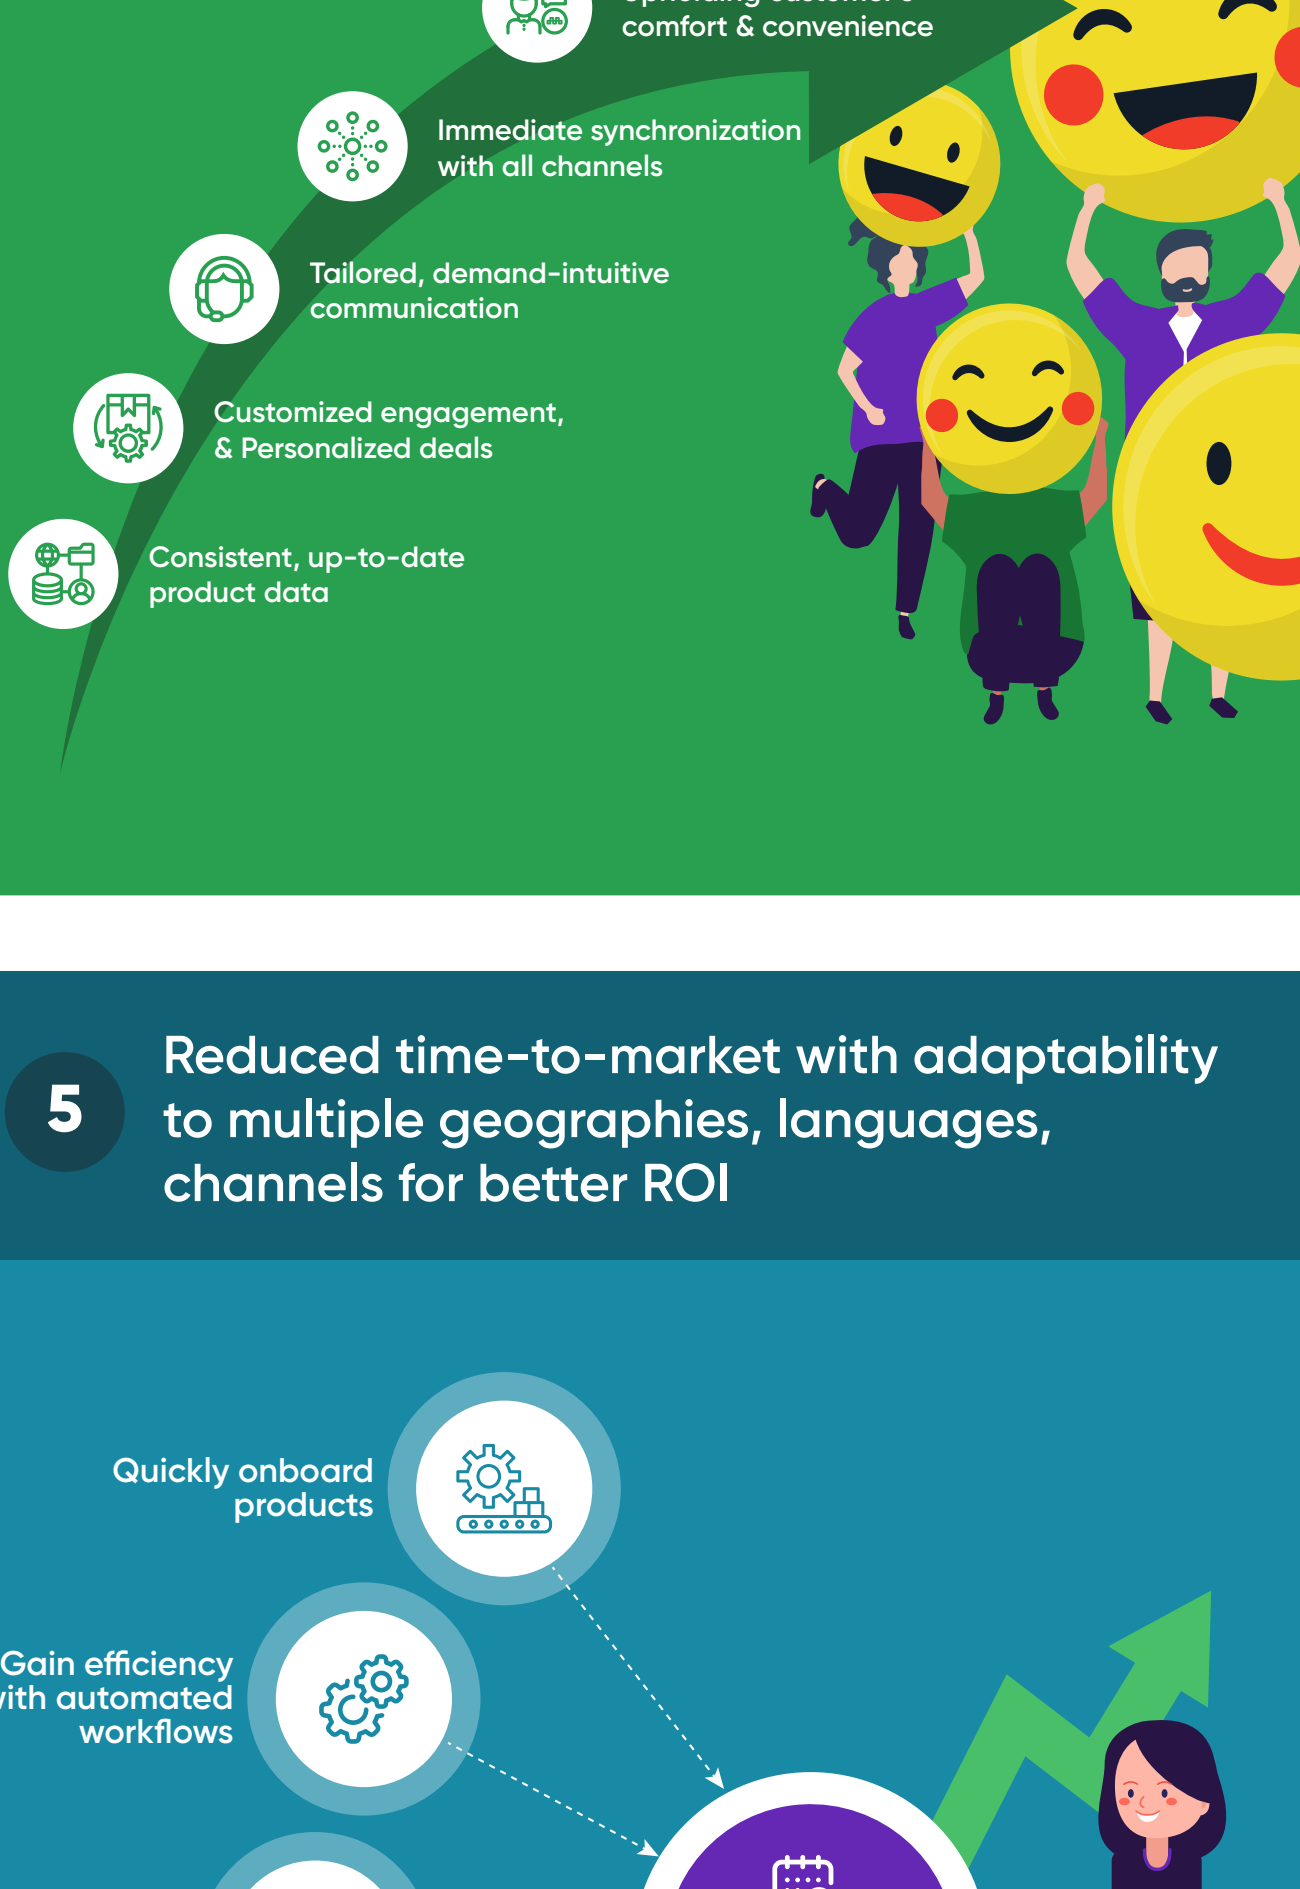 Upholding customer's
comfort & convenience
Immediate synchronization
with all channels
Tailored, demand-intuitive
communication
Customized engagement,
& Personalized deals
Consistent, up-to-date
product data
5
Reduced time-to-market with adaptability
to multiple geographies, languages,
channels for better ROI
Quickly onboard
products
Gain efficiency
with automated
workflows